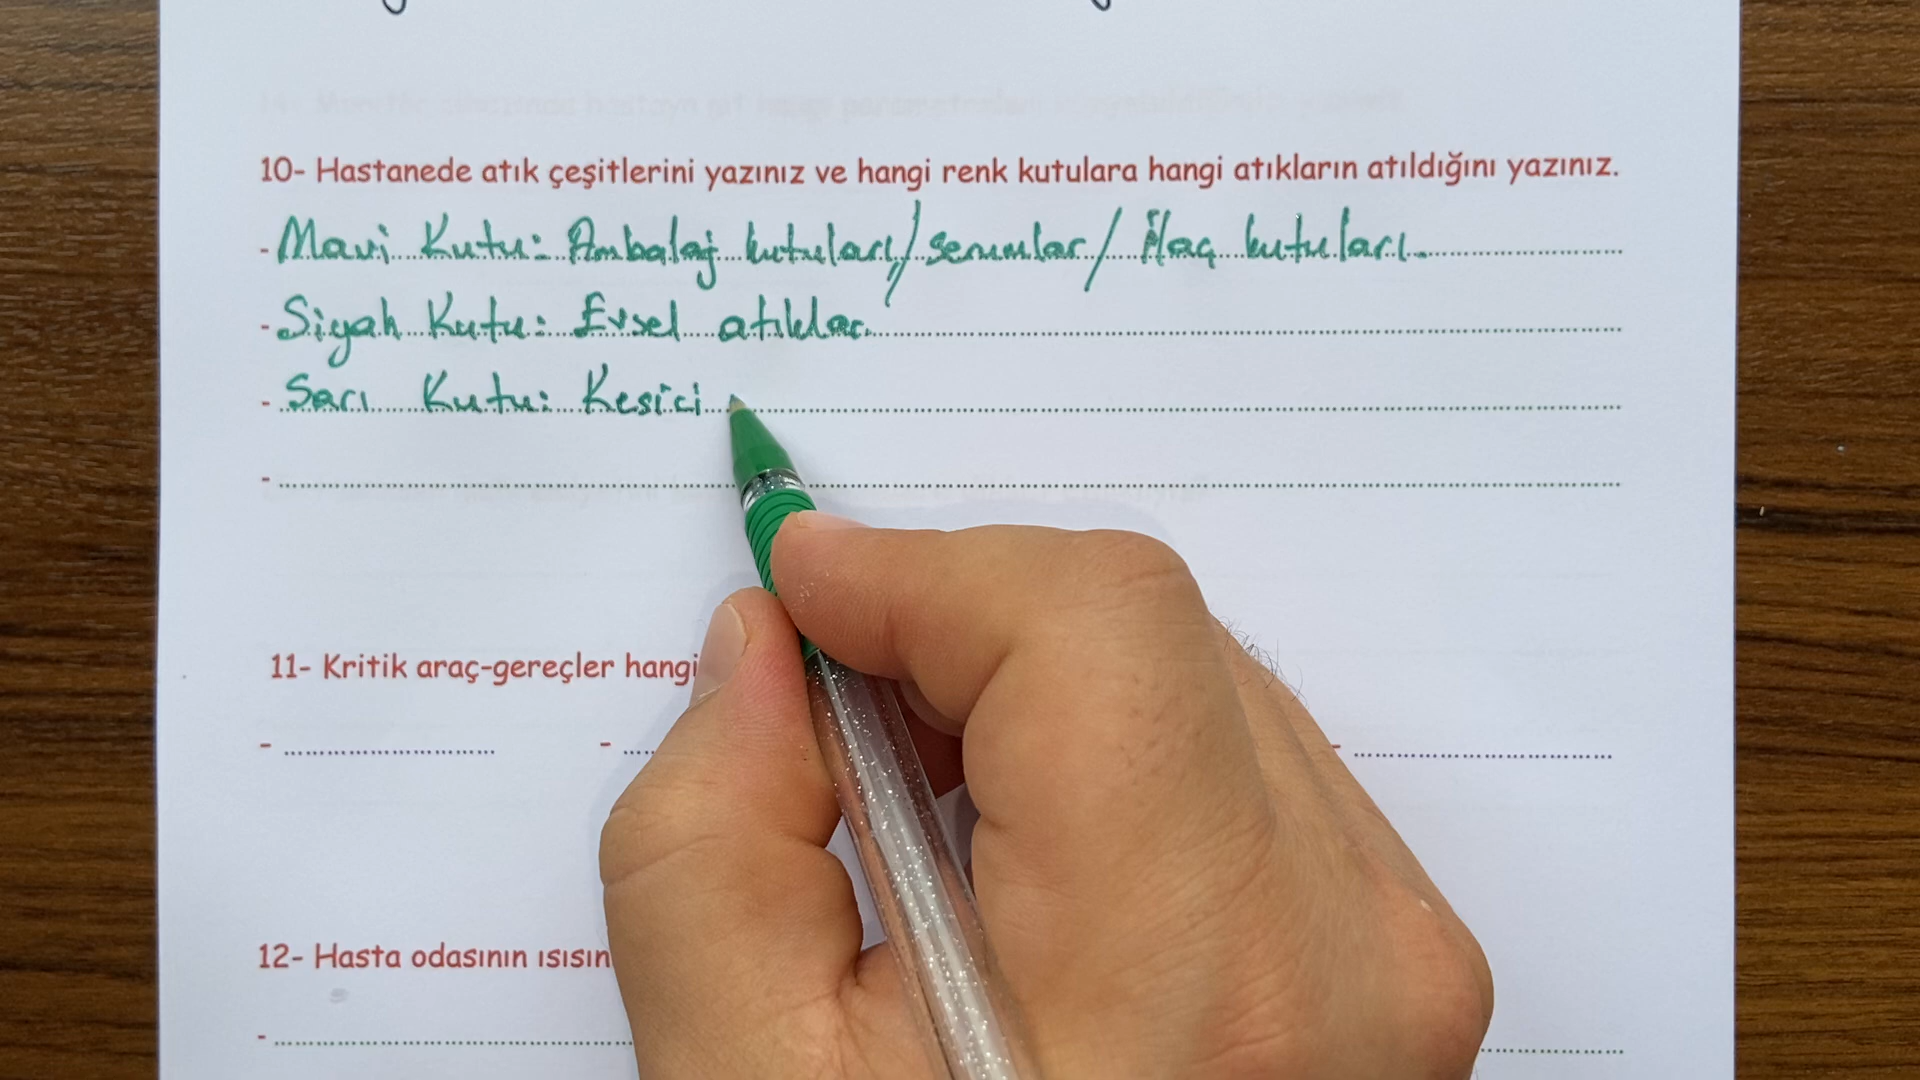 10- Hastanede atık çeşitlerini yazınız ve hangi renk kutulara hangi atıkların atıldığını yazınız.
- Mavi Kutu: Ambalaj kutuları / serumlar / İlaç kutuları.
- Siyah Kutu: Evsel atıklar.
- Sarı Kutu: Kesici
-
11- Kritik araç-gereçler hangi
- - -
12- Hasta odasının ısısın
-